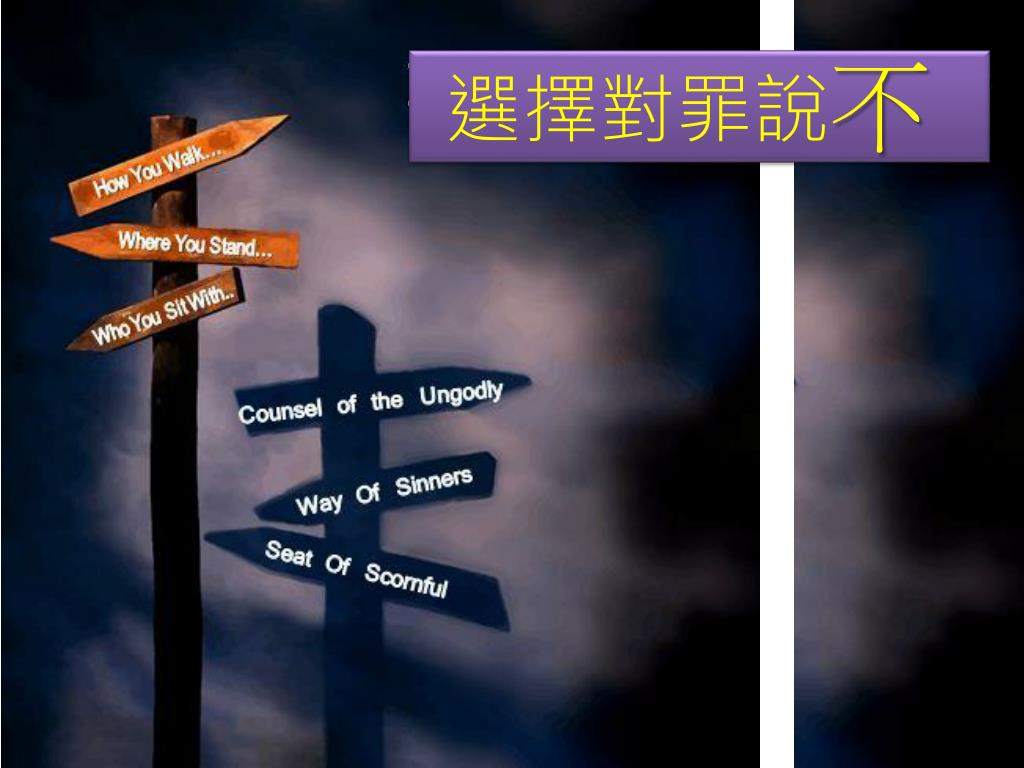 選擇對罪說不
How You Walk...
Where You Stand...
Who You Sit With..
Counsel of the Ungodly
Way Of Sinners
Seat Of Scornful